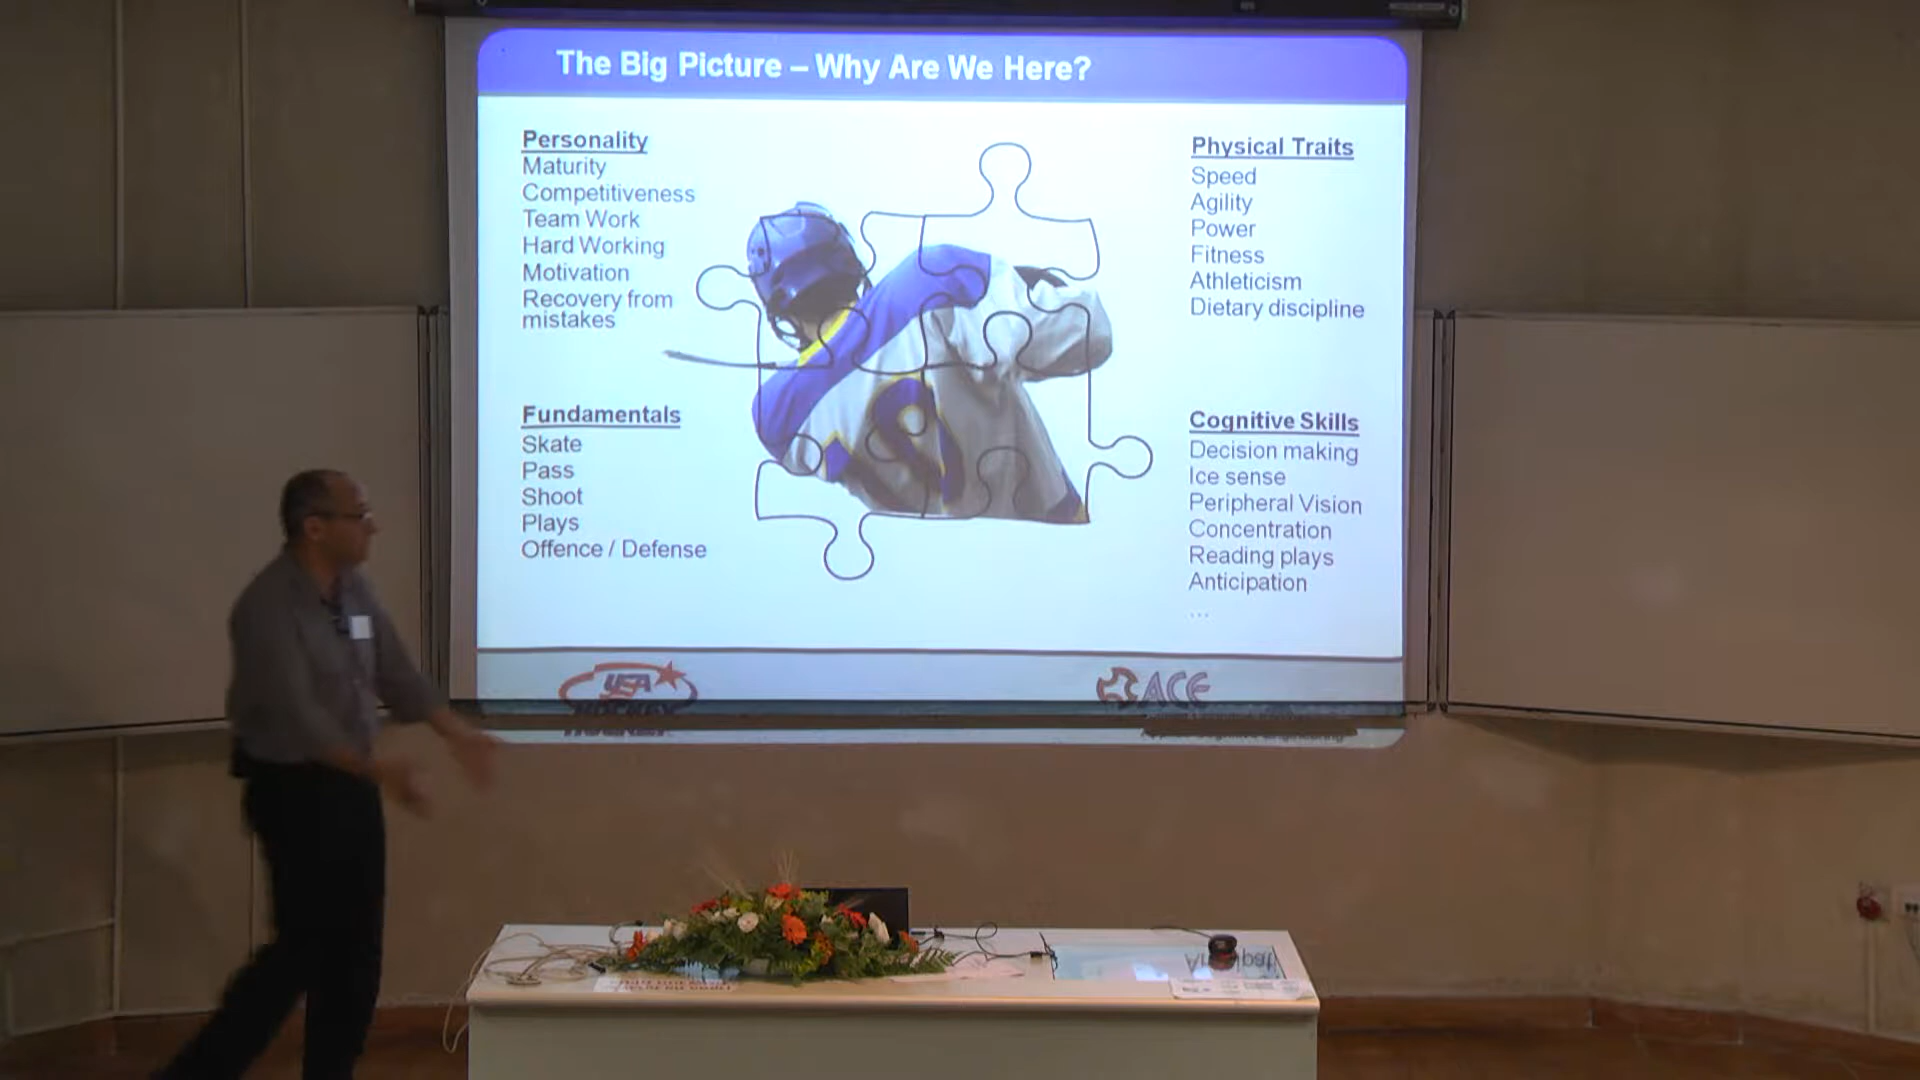 The Big Picture – Why Are We Here?
Personality
Maturity
Competitiveness
Team Work
Hard Working
Motivation
Recovery from
mistakes
Fundamentals
Skate
Pass
Shoot
Plays
Offence / Defense
Physical Traits
Speed
Agility
Power
Fitness
Athleticism
Dietary discipline
Cognitive Skills
Decision making
Ice sense
Peripheral Vision
Concentration
Reading plays
Anticipation
...
USA
HOCKEY
ACE